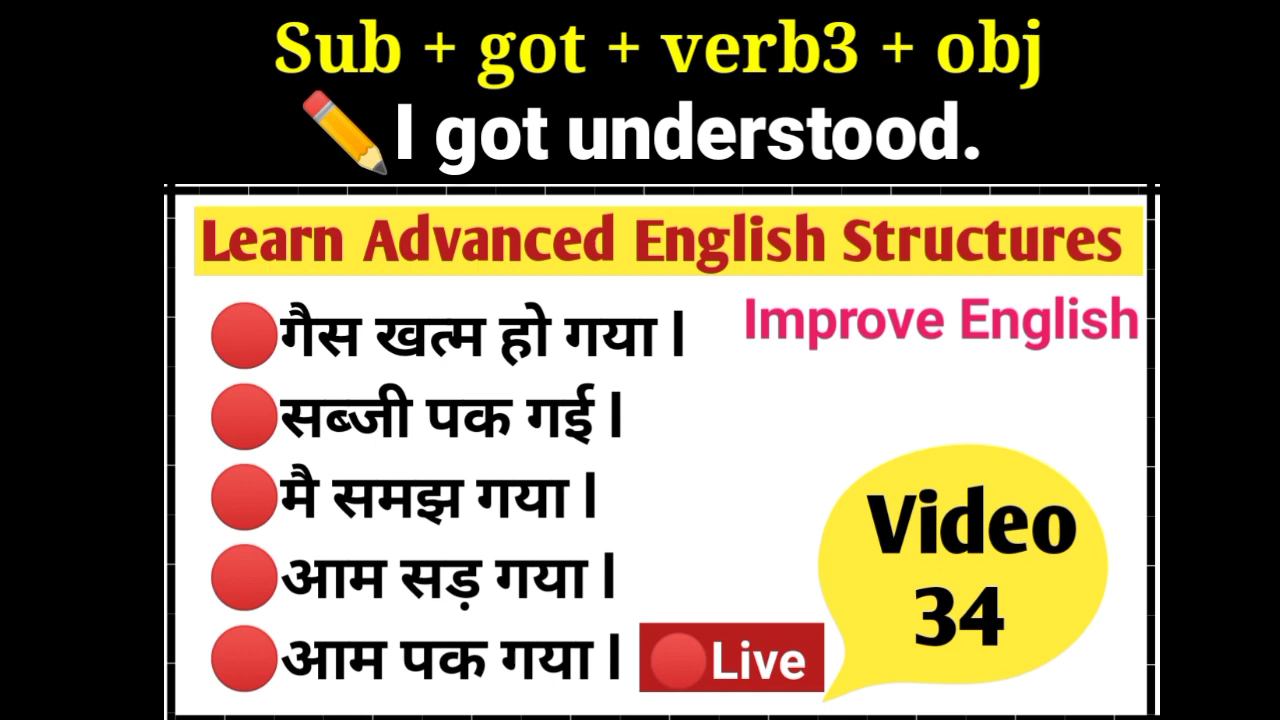 Sub + got + verb3 + obj
I got understood.
Learn Advanced English Structures
गैस खत्म हो गया l
Improve English
सब्जी पक गई l
मै समझ गया l
आम सड़ गया l
आम पक गया l
Live
Video
34